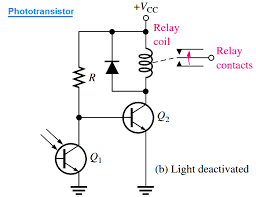 Phototransistor
+VCC
Relay
coil
Relay
contacts
R
Q2
Q1
(b) Light deactivated